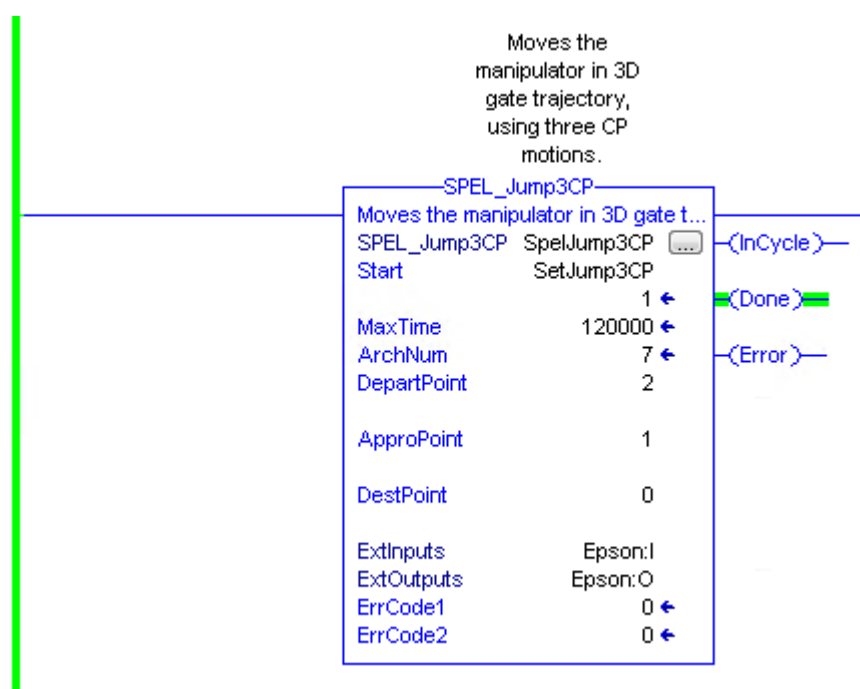 Moves the
manipulator in 3D
gate trajectory,
using three CP
motions.
SPEL_Jump3CP
Moves the manipulator in 3D gate t...
SPEL_Jump3CP SpelJump3CP ... (InCycle)
Start SetJump3CP
1 (Done)
MaxTime 120000
ArchNum 7 (Error)
DepartPoint 2
ApproPoint 1
DestPoint 0
ExtInputs Epson:I
ExtOutputs Epson:O
ErrCode1 0
ErrCode2 0